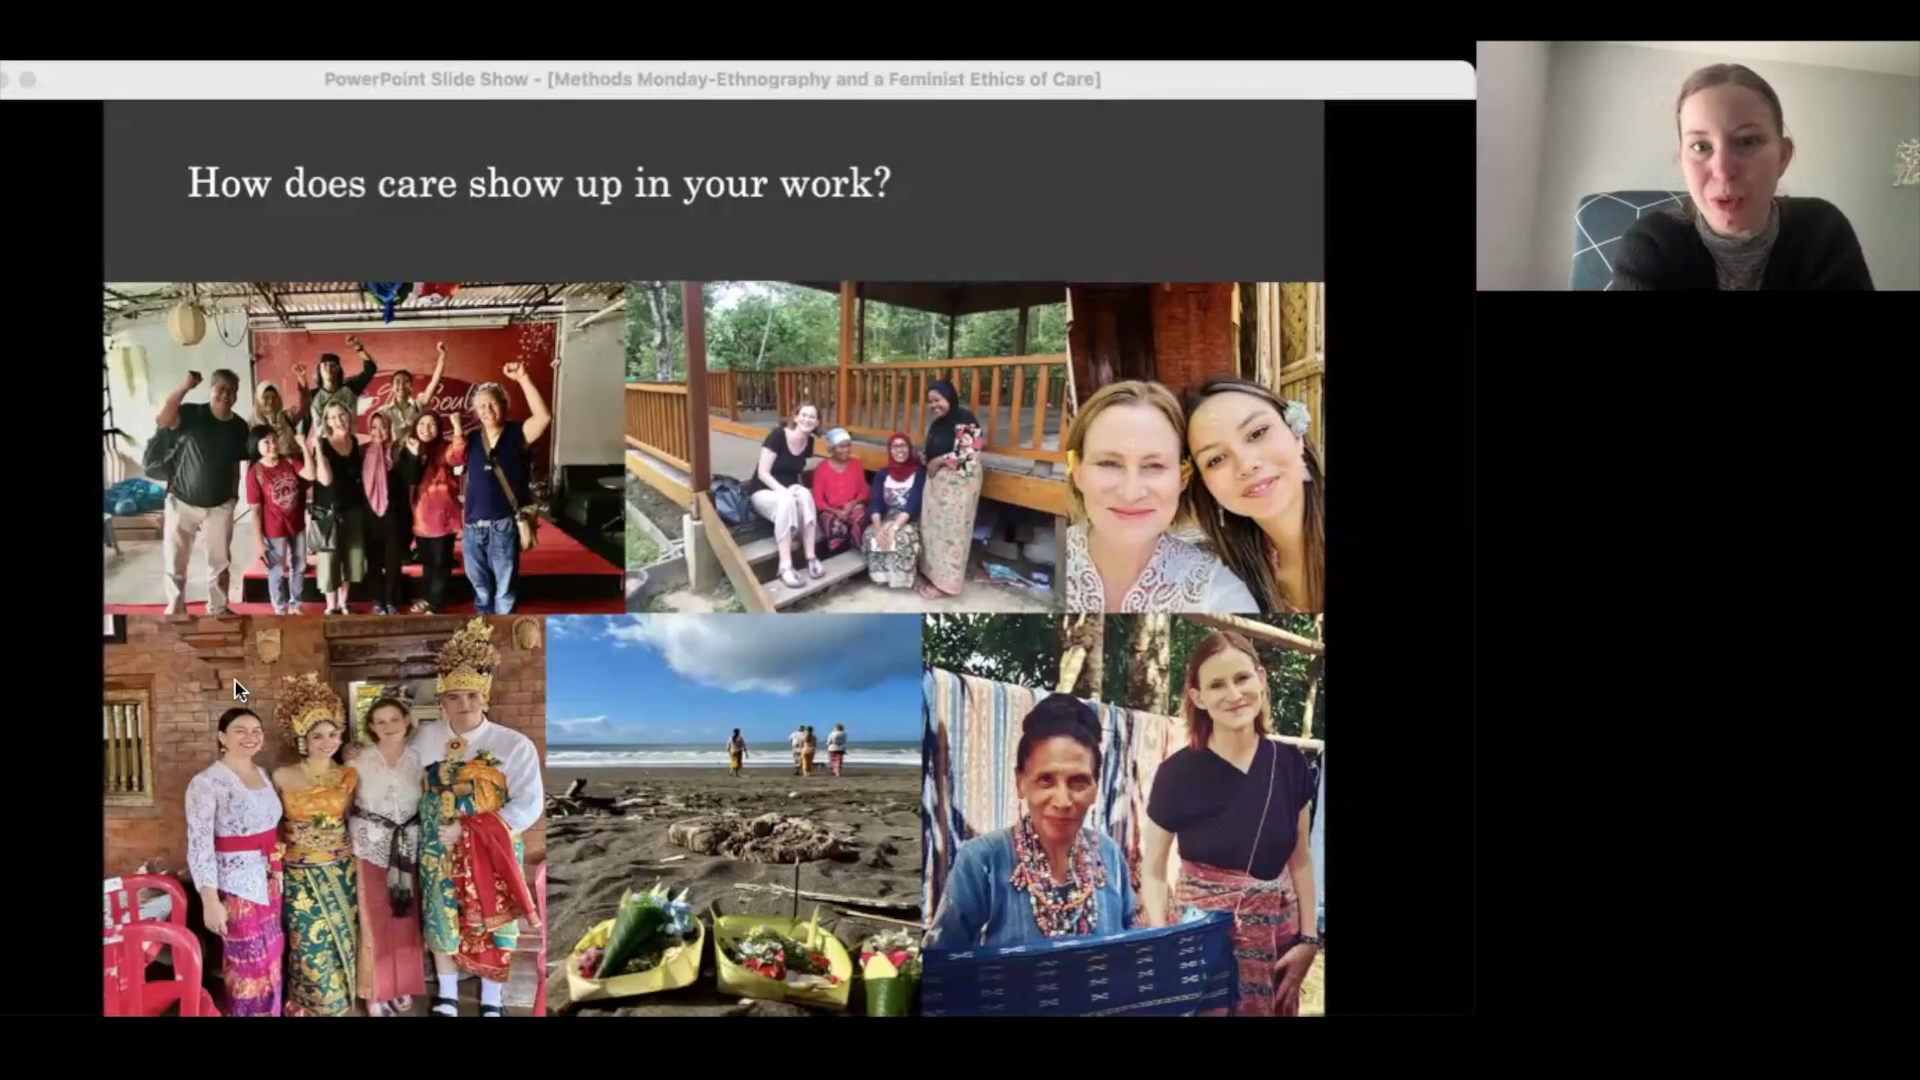 PowerPoint Slide Show - [Methods Monday-Ethnography and a Feminist Ethics of Care]
How does care show up in your work?